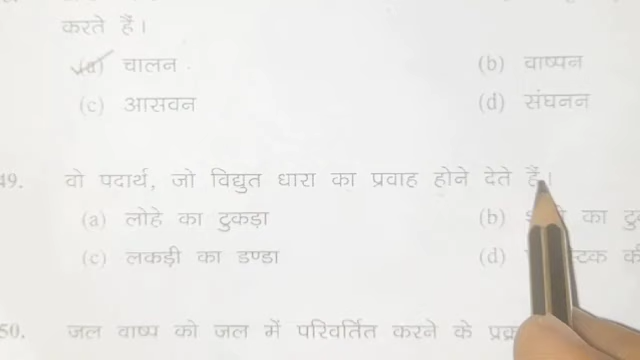 करते हैं।
(a) चालन (b) वाष्पन
(c) आसवन (d) संघनन
49. वो पदार्थ, जो विद्युत धारा का प्रवाह होने देते हैं।
(a) लोहे का टुकड़ा (b) का
(c) लकड़ी का डण्डा (d)
50. जल वाष्प को जल में परिवर्तित करने के